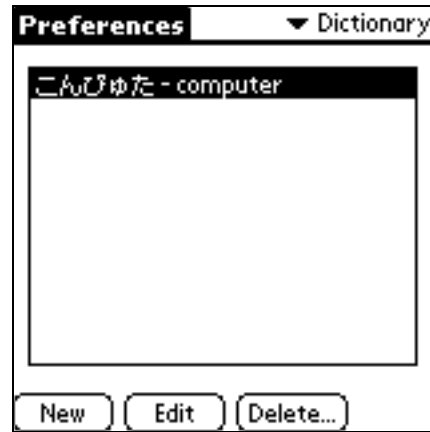 Preferences
Dictionary
こんぴゅた - computer
New Edit Delete...